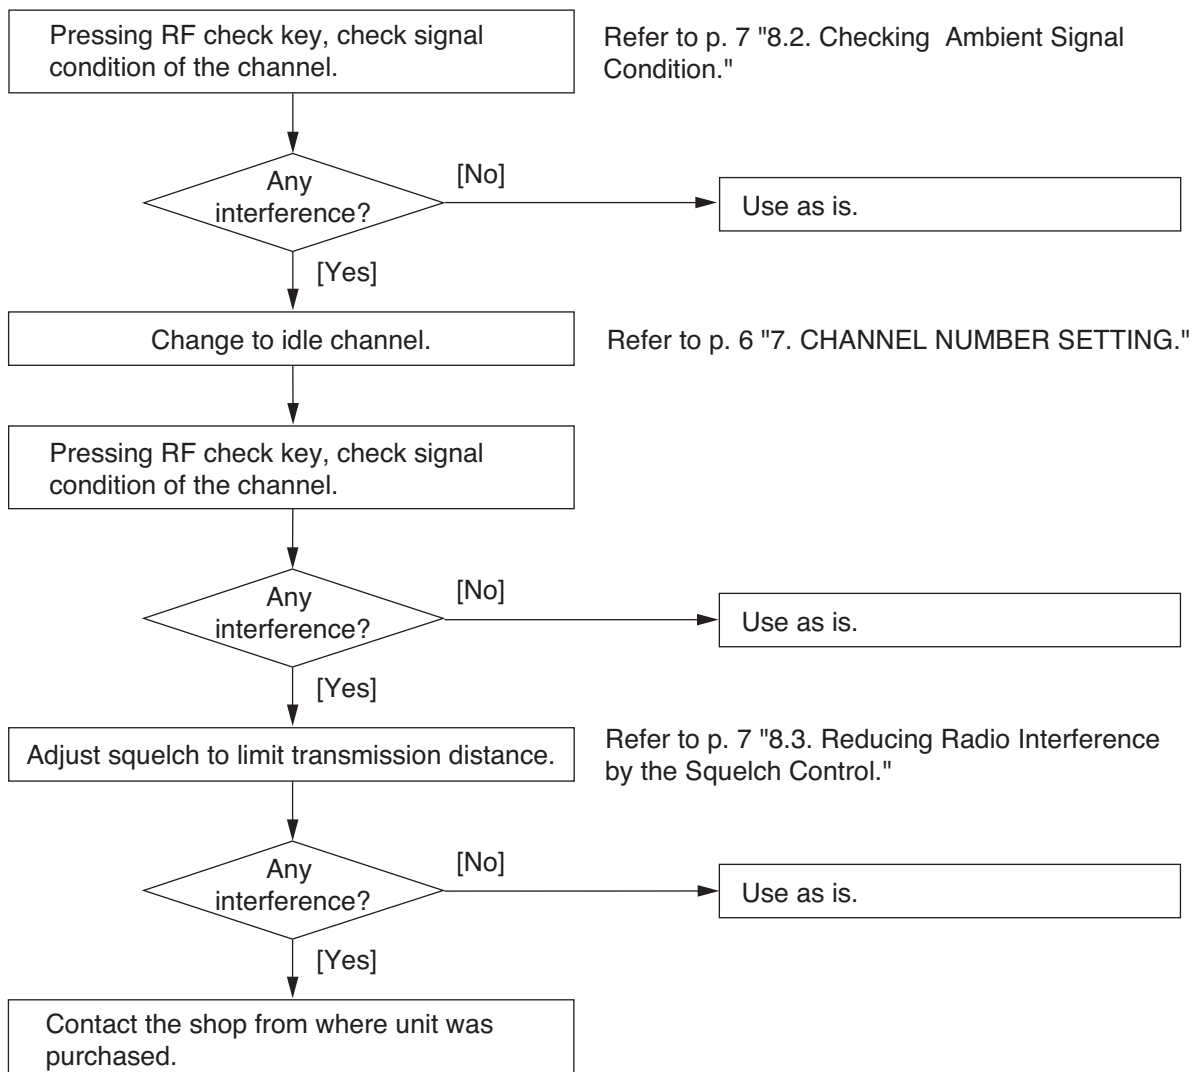 Pressing RF check key, check signal
condition of the channel.
Refer to p. 7 "8.2. Checking  Ambient Signal
Condition."
Any
interference?
[No]
Use as is.
[Yes]
Change to idle channel.
Refer to p. 6 "7. CHANNEL NUMBER SETTING."
Pressing RF check key, check signal
condition of the channel.
Any
interference?
[No]
Use as is.
[Yes]
Adjust squelch to limit transmission distance.
Refer to p. 7 "8.3. Reducing Radio Interference
by the Squelch Control."
Any
interference?
[No]
Use as is.
[Yes]
Contact the shop from where unit was
purchased.